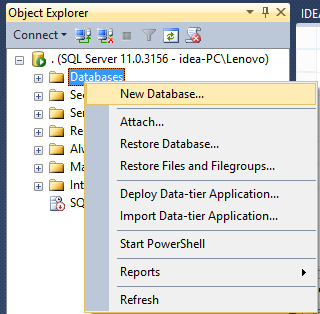 Object Explorer
IDEA
Connect
. (SQL Server 11.0.3156 - idea-PC\Lenovo)
Databases
New Database...
Se
Attach...
Ser
Restore Database...
Re
Restore Files and Filegroups...
Alw
Ma
Deploy Data-tier Application...
Int
Import Data-tier Application...
SQ
Start PowerShell
Reports
Refresh